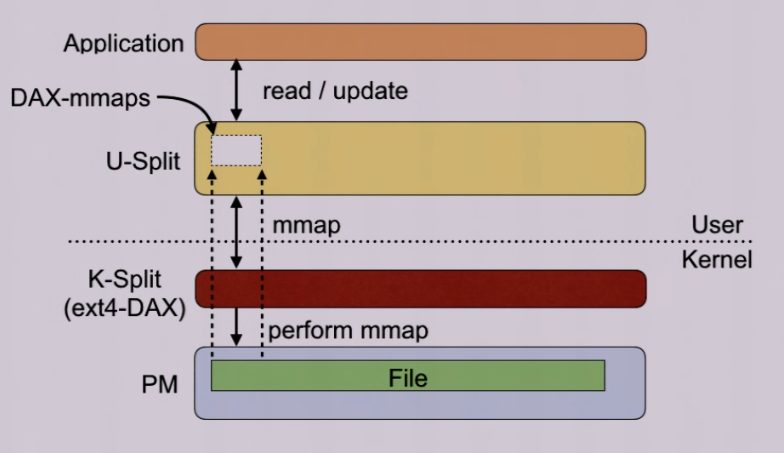 Application
read / update
DAX-mmaps
U-Split
mmap
User
Kernel
K-Split
(ext4-DAX)
perform mmap
PM
File